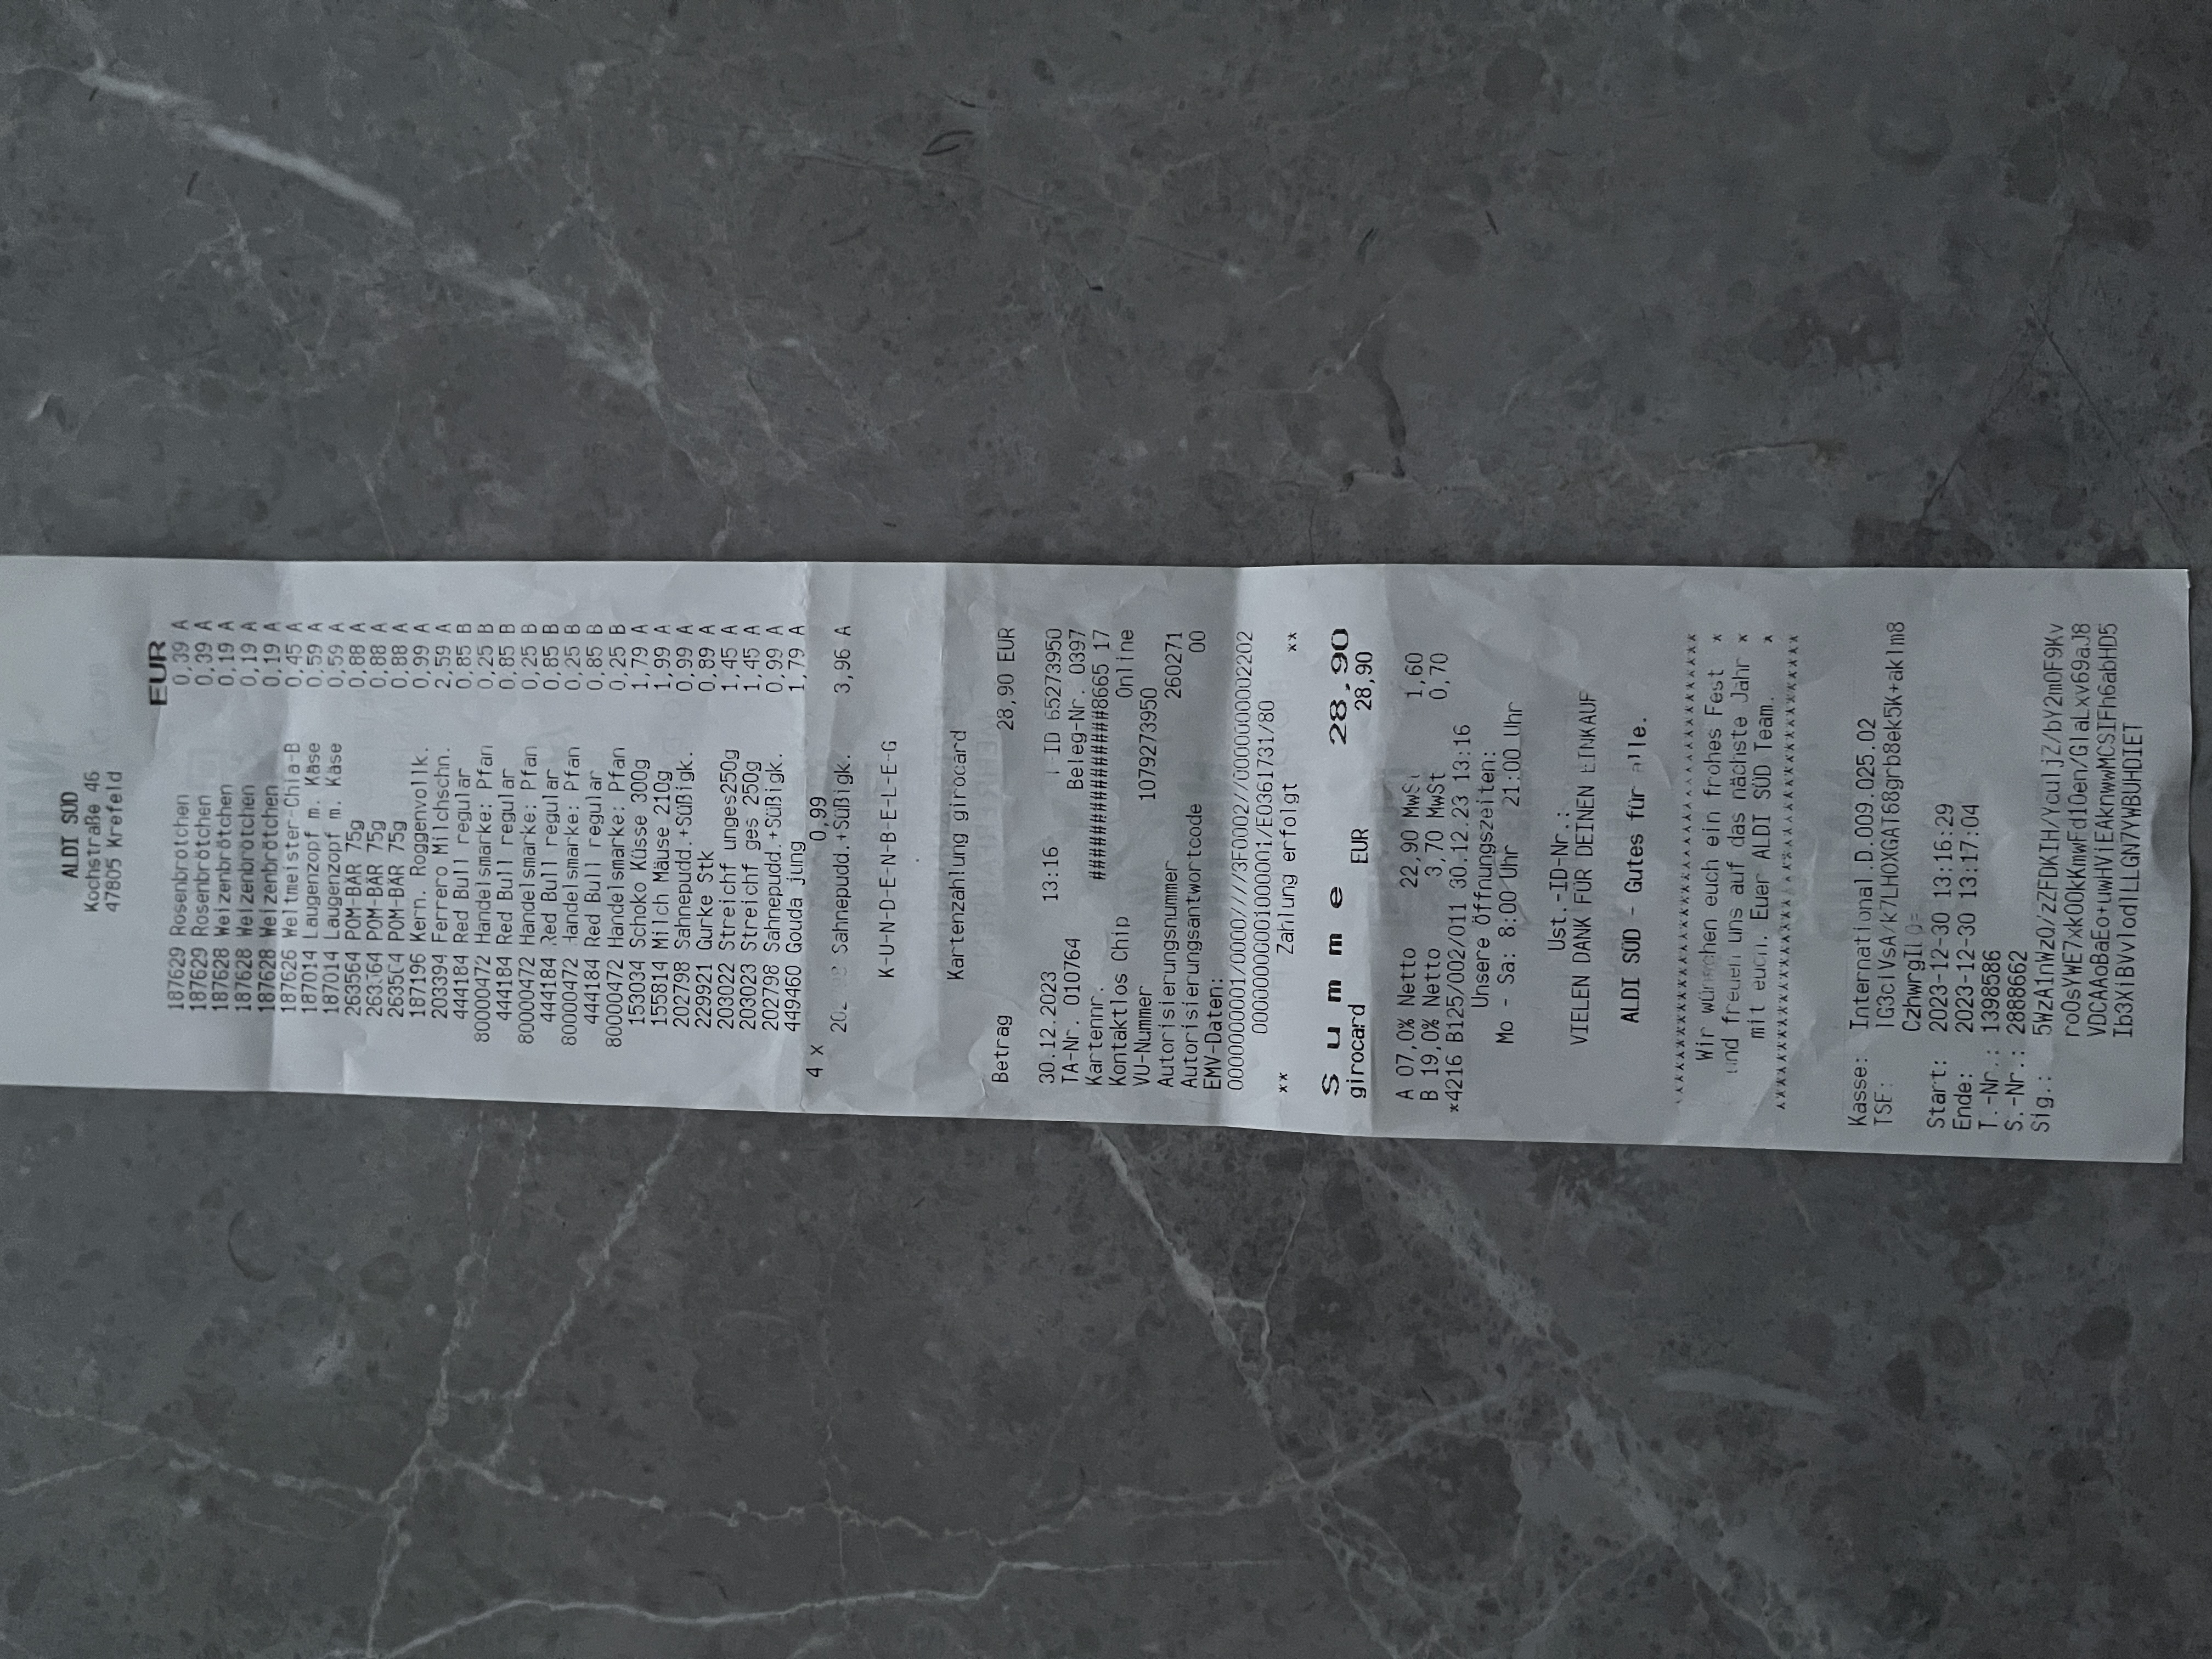 ALDI SÜD
Kochstraße 46
47805 Krefeld
EUR
187629 Rosenbrötchen 0,39 A
187629 Rosenbrötchen 0,39 A
187628 Weizenbrötchen 0,19 A
187628 Weizenbrötchen 0,19 A
187628 Weizenbrötchen 0,19 A
187626 Weltmeister-Chia-B 0,45 A
187014 Laugenzopf m. Käse 0,59 A
187014 Laugenzopf m. Käse 0,59 A
263564 POM-BÄR 75g 0,88 A
263564 POM-BÄR 75g 0,88 A
263564 POM-BÄR 75g 0,88 A
187196 Kern. Roggenvollk. 0,99 A
203394 Ferrero Milchschn. 2,59 A
444184 Red Bull regular 0,85 B
80000472 Handelsmarke: Pfan 0,25 B
444184 Red Bull regular 0,85 B
80000472 Handelsmarke: Pfan 0,25 B
444184 Red Bull regular 0,85 B
80000472 Handelsmarke: Pfan 0,25 B
444184 Red Bull regular 0,85 B
80000472 Handelsmarke: Pfan 0,25 B
153034 Schoko Küsse 300g 1,79 A
155814 Milch Mäuse 210g 1,99 A
202798 Sahnepudd.+Süßigk. 0,99 A
229921 Gurke Stk 0,89 A
203022 Streichf unges250g 1,45 A
203023 Streichf ges 250g 1,45 A
202798 Sahnepudd.+Süßigk. 0,99 A
449460 Gouda jung 1,79 A
4 x 0,99
Sahnepudd.+Süßigk. 3,96 A
K-U-N-D-E-N-B-E-L-E-G
Kartenzahlung girocard
Betrag 28,90 EUR
30.12.2023 13:16 T-ID 65273950
TA-Nr. 010764 Beleg-Nr. 0397
Kartennr. ###############8665 17
Kontaktlos Chip Online
VU-Nummer 1079273950
Autorisierungsnummer 260271
Autorisierungsantwortcode 00
EMV-Daten:
0000000001/0000////3F0002//0000000002202
00000000001000001/E0361731/80
** Zahlung erfolgt **
Summe 28,90
girocard EUR 28,90
A 07,0% Netto 22,90 MwSt 1,60
B 19,0% Netto 3,70 MwSt 0,70
*4216 B125/002/011 30.12.23 13:16
Unsere Öffnungszeiten:
Mo - Sa: 8:00 Uhr 21:00 Uhr
Ust.-ID-Nr.:
VIELEN DANK FÜR DEINEN EINKAUF
ALDI SÜD - Gutes für alle.
****************************************
Wir wünschen euch ein frohes Fest *
und freuen uns auf das nächste Jahr *
mit euch. Euer ALDI SÜD Team. *
****************************************
Kasse: International.D.009.025.02
TSE: lG3ciVsA/k7LHOXGAT68grb8ek5K+aklm8
Start: 2023-12-30 13:16:29
Ende: 2023-12-30 13:17:04
T.-Nr.: 1398586
S.-Nr.: 2888662
Sig.: 5WzA1nWzQ/zZFDKIH/YculjZ/bY2mOF9Kv
roOsYWE7xkOOkKmwFd1Oen/GlaLxv69aJ8
VDCAAoBaEo+uwHViEAknwwMCSIFh6abHD5
Ib3XiBVvlodlLLGN7YWBUHDIET